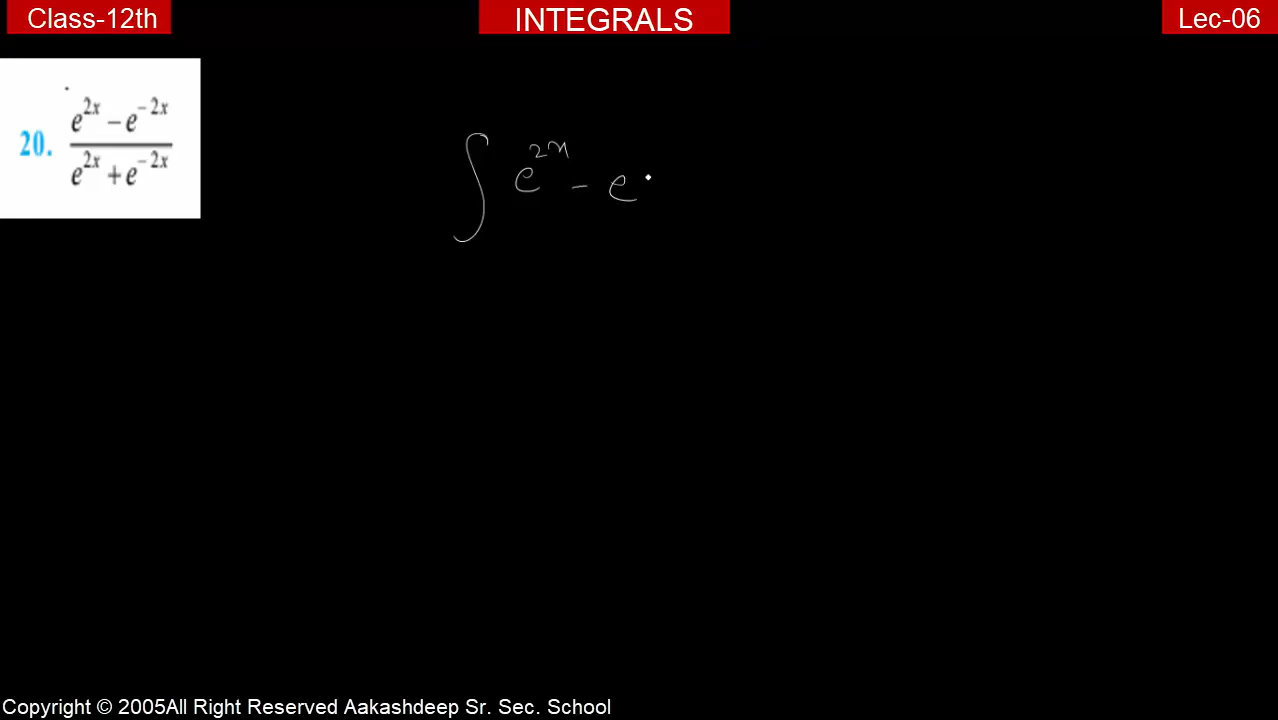 Class-12th
INTEGRALS
Lec-06
20. e^{2x} - e^{-2x}
e^{2x} + e^{-2x}
∫ e^{2x} - e
Copyright © 2005All Right Reserved Aakashdeep Sr. Sec. School